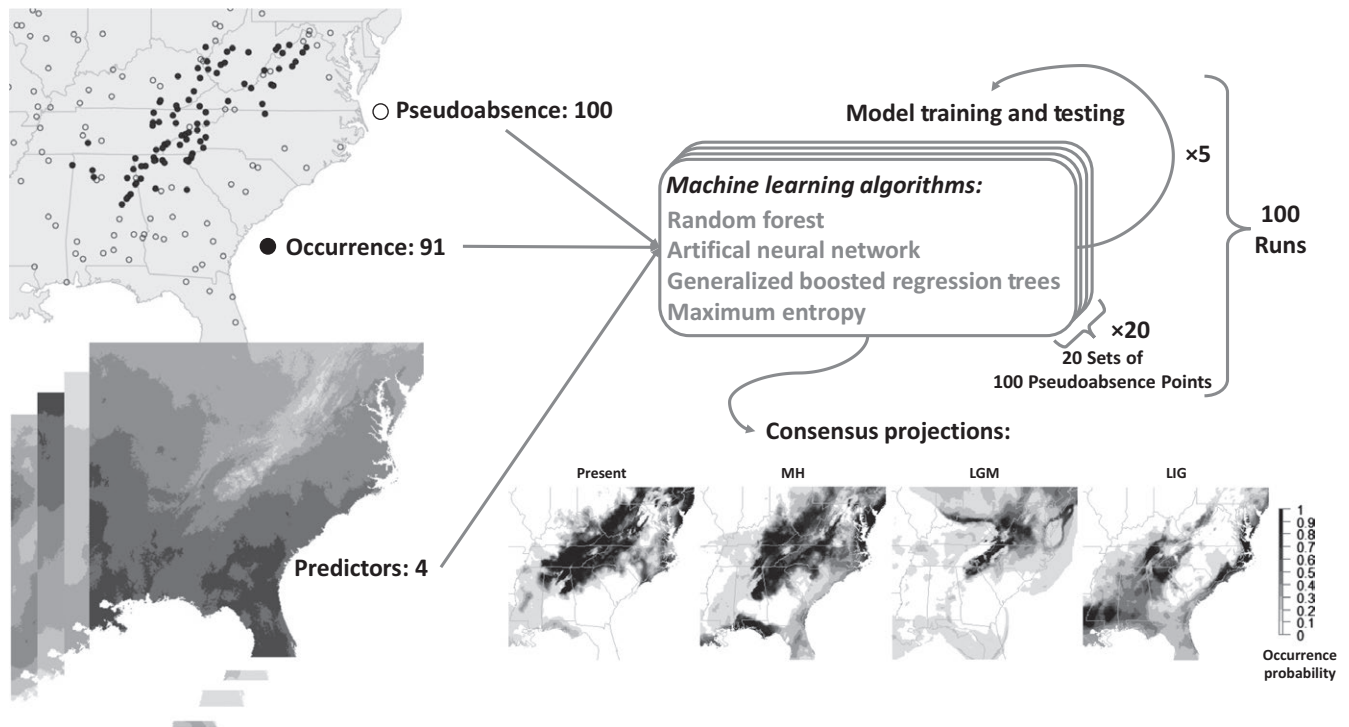 Pseudoabsence: 100
Occurrence: 91
Predictors: 4
Model training and testing
×5
Machine learning algorithms:
Random forest
Artifical neural network
Generalized boosted regression trees
Maximum entropy
×20
20 Sets of
100 Pseudoabsence Points
100
Runs
Consensus projections:
Present
MH
LGM
LIG
1
0.9
0.8
0.7
0.6
0.5
0.4
0.3
0.2
0.1
0
Occurrence
probability